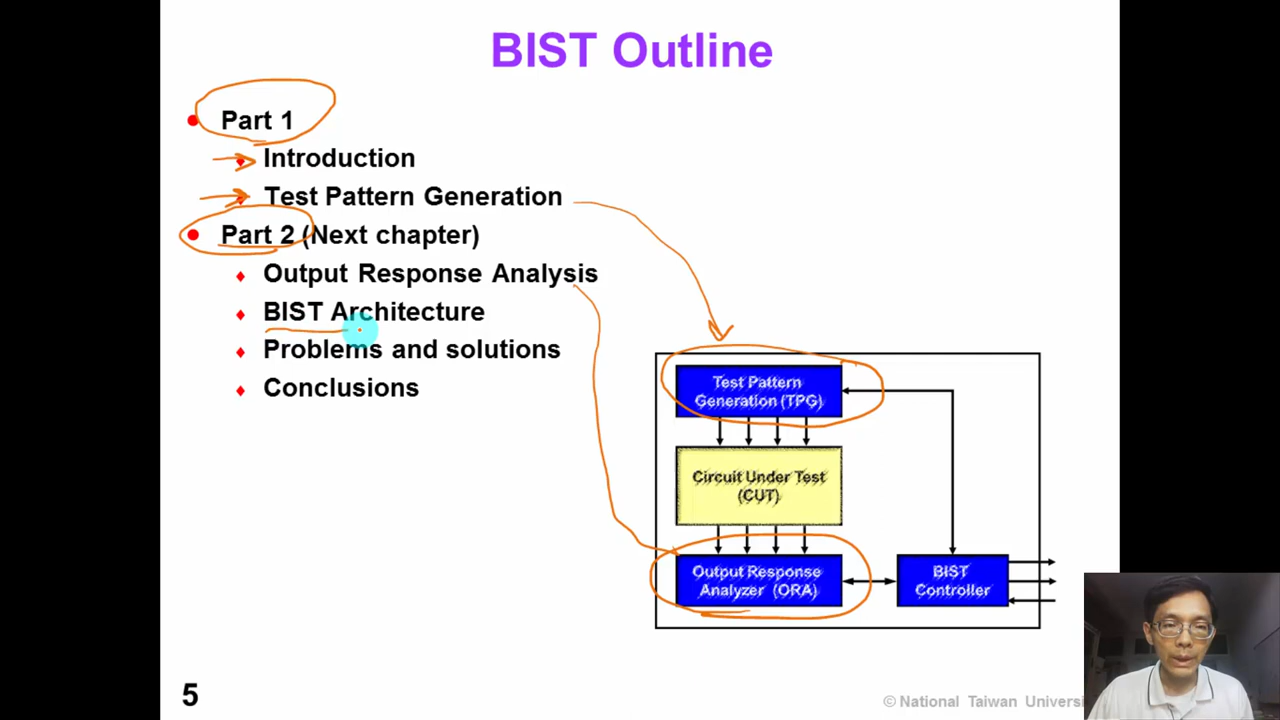 BIST Outline
Part 1
Introduction
Test Pattern Generation
Part 2 (Next chapter)
Output Response Analysis
BIST Architecture
Problems and solutions
Conclusions
Test Pattern
Generation (TPG)
Circuit Under Test
(CUT)
Output Response
Analyzer (ORA)
BIST
Controller
5
© National Taiwan Universi